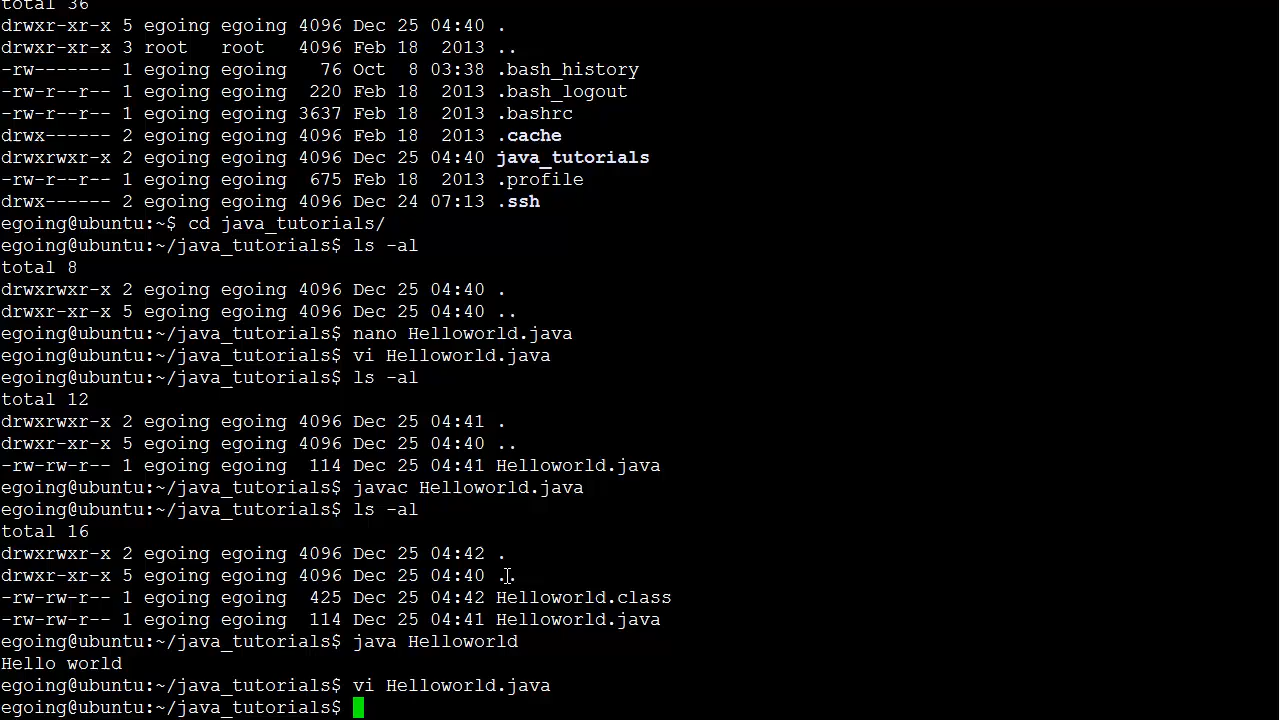 total 36
drwxr-xr-x 5 egoing egoing 4096 Dec 25 04:40 .
drwxr-xr-x 3 root   root   4096 Feb 18  2013 ..
-rw------- 1 egoing egoing   76 Oct  8 03:38 .bash_history
-rw-r--r-- 1 egoing egoing  220 Feb 18  2013 .bash_logout
-rw-r--r-- 1 egoing egoing 3637 Feb 18  2013 .bashrc
drwx------ 2 egoing egoing 4096 Feb 18  2013 .cache
drwxrwxr-x 2 egoing egoing 4096 Dec 25 04:40 java_tutorials
-rw-r--r-- 1 egoing egoing  675 Feb 18  2013 .profile
drwx------ 2 egoing egoing 4096 Dec 24 07:13 .ssh
egoing@ubuntu:~$ cd java_tutorials/
egoing@ubuntu:~/java_tutorials$ ls -al
total 8
drwxrwxr-x 2 egoing egoing 4096 Dec 25 04:40 .
drwxr-xr-x 5 egoing egoing 4096 Dec 25 04:40 ..
egoing@ubuntu:~/java_tutorials$ nano Helloworld.java
egoing@ubuntu:~/java_tutorials$ vi Helloworld.java
egoing@ubuntu:~/java_tutorials$ ls -al
total 12
drwxrwxr-x 2 egoing egoing 4096 Dec 25 04:41 .
drwxr-xr-x 5 egoing egoing 4096 Dec 25 04:40 ..
-rw-rw-r-- 1 egoing egoing  114 Dec 25 04:41 Helloworld.java
egoing@ubuntu:~/java_tutorials$ javac Helloworld.java
egoing@ubuntu:~/java_tutorials$ ls -al
total 16
drwxrwxr-x 2 egoing egoing 4096 Dec 25 04:42 .
drwxr-xr-x 5 egoing egoing 4096 Dec 25 04:40 ..
-rw-rw-r-- 1 egoing egoing  425 Dec 25 04:42 Helloworld.class
-rw-rw-r-- 1 egoing egoing  114 Dec 25 04:41 Helloworld.java
egoing@ubuntu:~/java_tutorials$ java Helloworld
Hello world
egoing@ubuntu:~/java_tutorials$ vi Helloworld.java
egoing@ubuntu:~/java_tutorials$